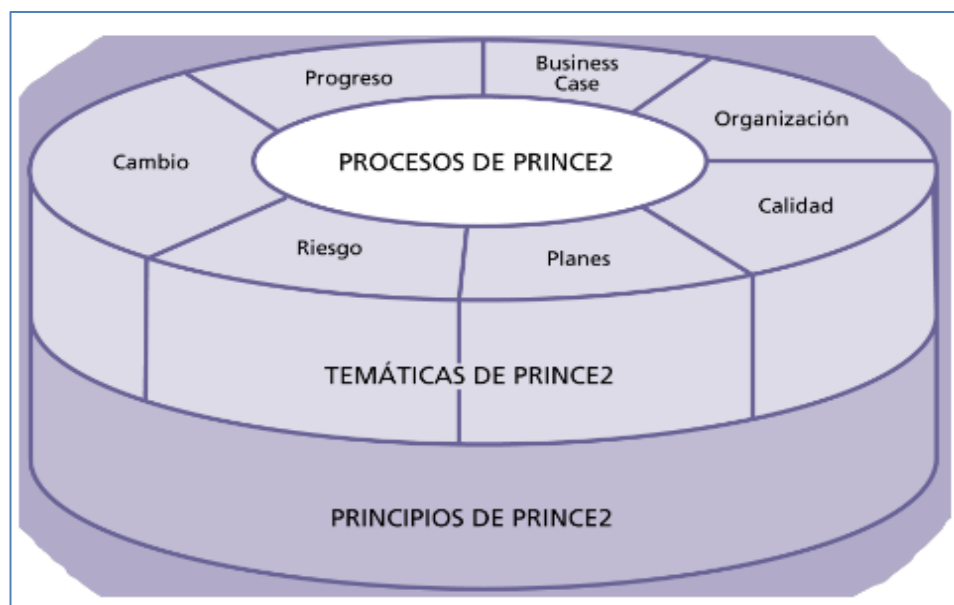 Progreso
Business
Case
Organización
Cambio
PROCESOS DE PRINCE2
Calidad
Riesgo
Planes
TEMÁTICAS DE PRINCE2
PRINCIPIOS DE PRINCE2